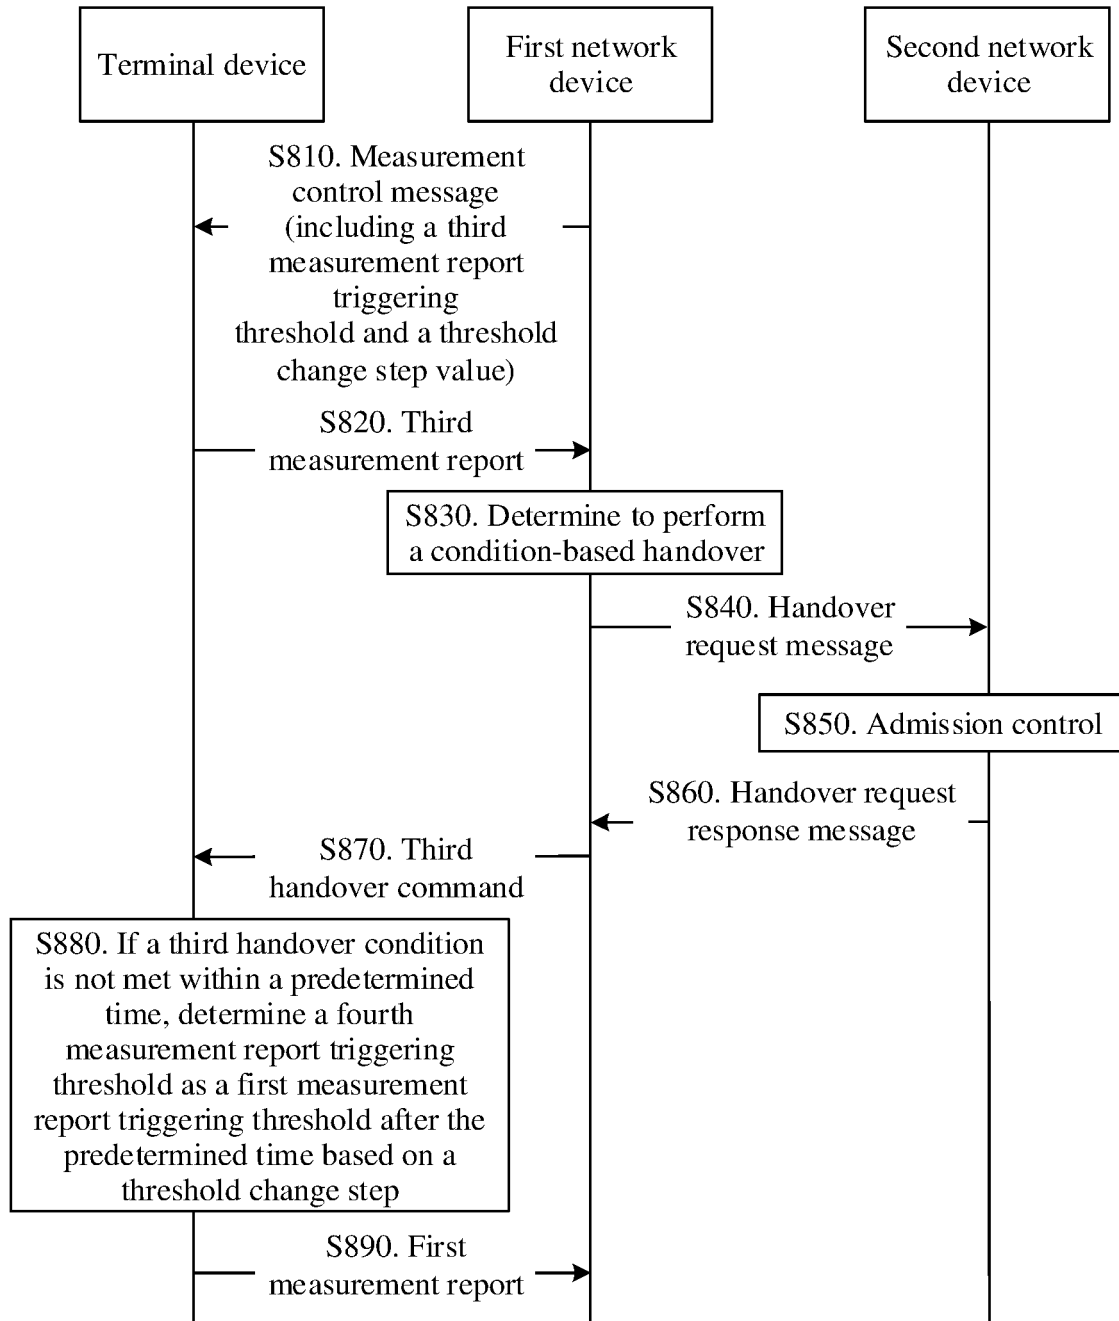 Terminal device
First network
device
Second network
device
S810. Measurement
control message
(including a third
measurement report
triggering
threshold and a threshold
change step value)
S820. Third
measurement report
S830. Determine to perform
a condition-based handover
S840. Handover
request message
S850. Admission control
S860. Handover request
response message
S870. Third
handover command
S880. If a third handover condition
is not met within a predetermined
time, determine a fourth
measurement report triggering
threshold as a first measurement
report triggering threshold after the
predetermined time based on a
threshold change step
S890. First
measurement report